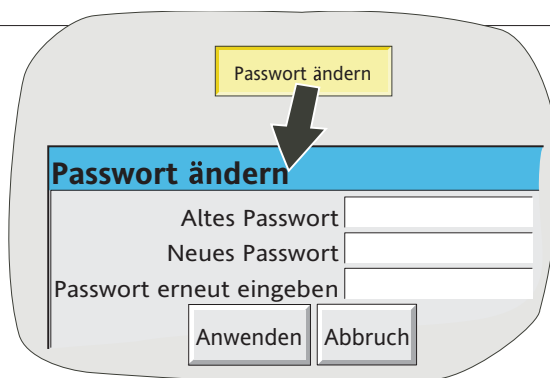 Passwort ändern
Passwort ändern
Altes Passwort
Neues Passwort
Passwort erneut eingeben
Anwenden Abbruch